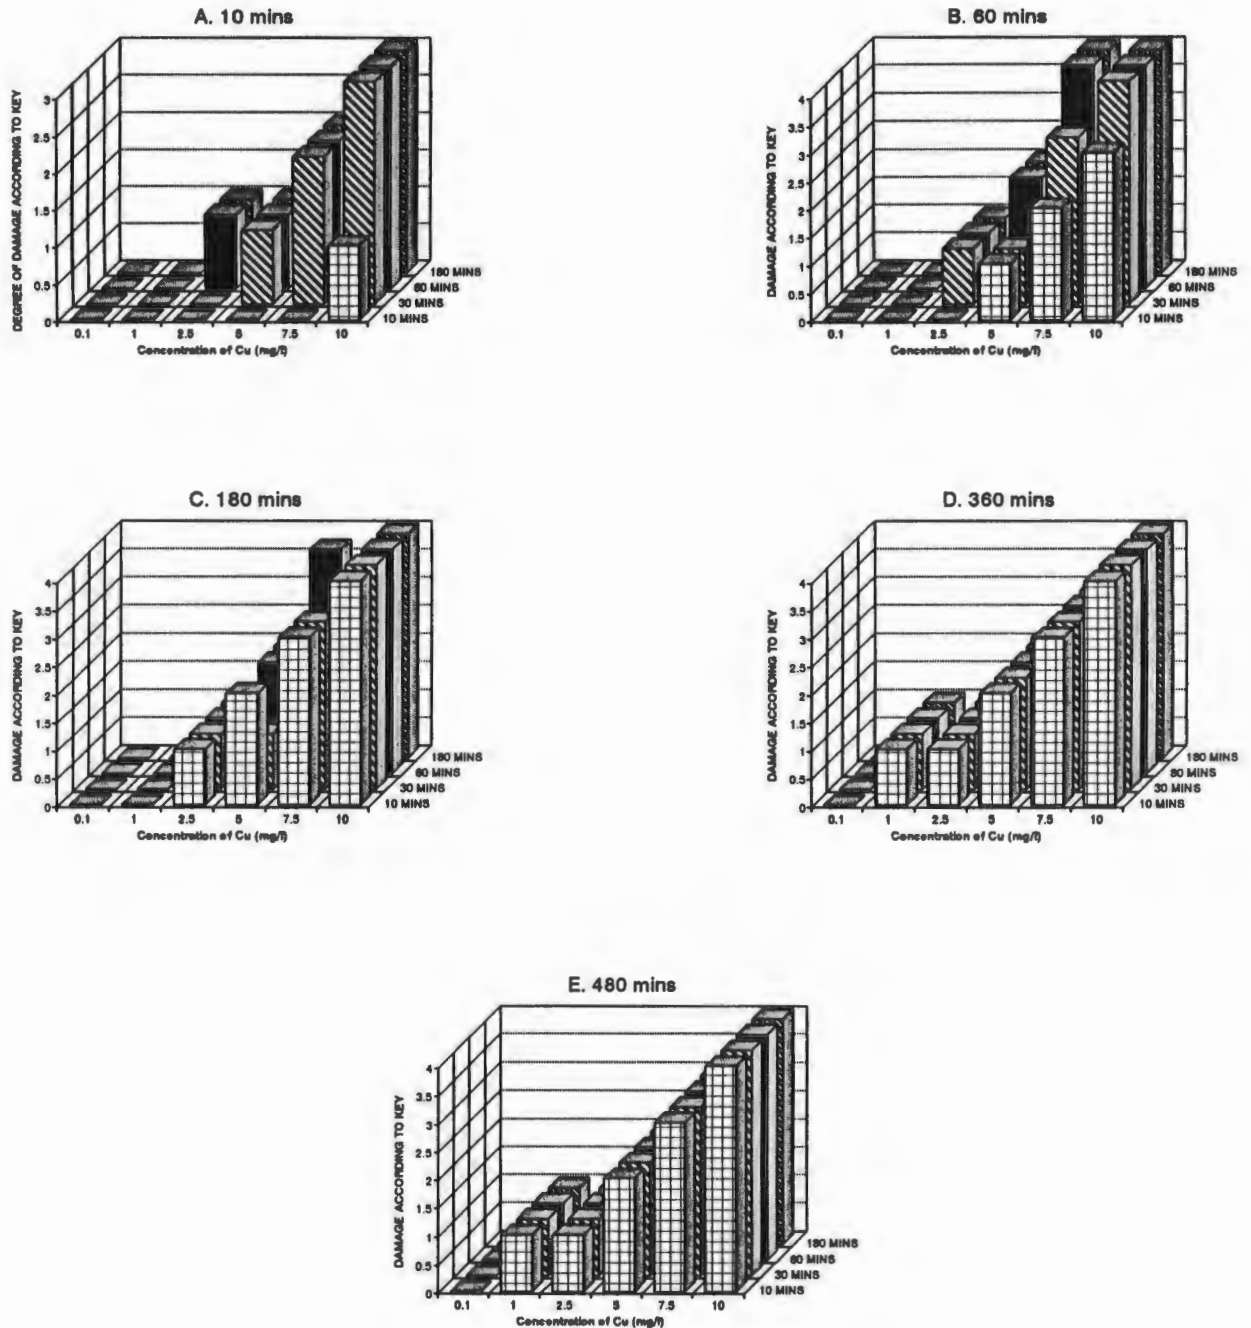 A. 10 mins
DEGREE OF DAMAGE ACCORDING TO KEY
3
2.5
2
1.5
1
0.5
0
0.1 1 2.5 5 7.5 10
Concentration of Cu (mg/l)
180 MINS
60 MINS
30 MINS
10 MINS
B. 60 mins
DAMAGE ACCORDING TO KEY
4
3.5
3
2.5
2
1.5
1
0.5
0
0.1 1 2.5 5 7.5 10
Concentration of Cu (mg/l)
180 MINS
60 MINS
30 MINS
10 MINS
C. 180 mins
DAMAGE ACCORDING TO KEY
4
3.5
3
2.5
2
1.5
1
0.5
0
0.1 1 2.5 5 7.5 10
Concentration of Cu (mg/l)
180 MINS
60 MINS
30 MINS
10 MINS
D. 360 mins
DAMAGE ACCORDING TO KEY
4
3.5
3
2.5
2
1.5
1
0.5
0
0.1 1 2.5 5 7.5 10
Concentration of Cu (mg/l)
180 MINS
60 MINS
30 MINS
10 MINS
E. 480 mins
DAMAGE ACCORDING TO KEY
4
3.5
3
2.5
2
1.5
1
0.5
0
0.1 1 2.5 5 7.5 10
Concentration of Cu (mg/l)
180 MINS
60 MINS
30 MINS
10 MINS